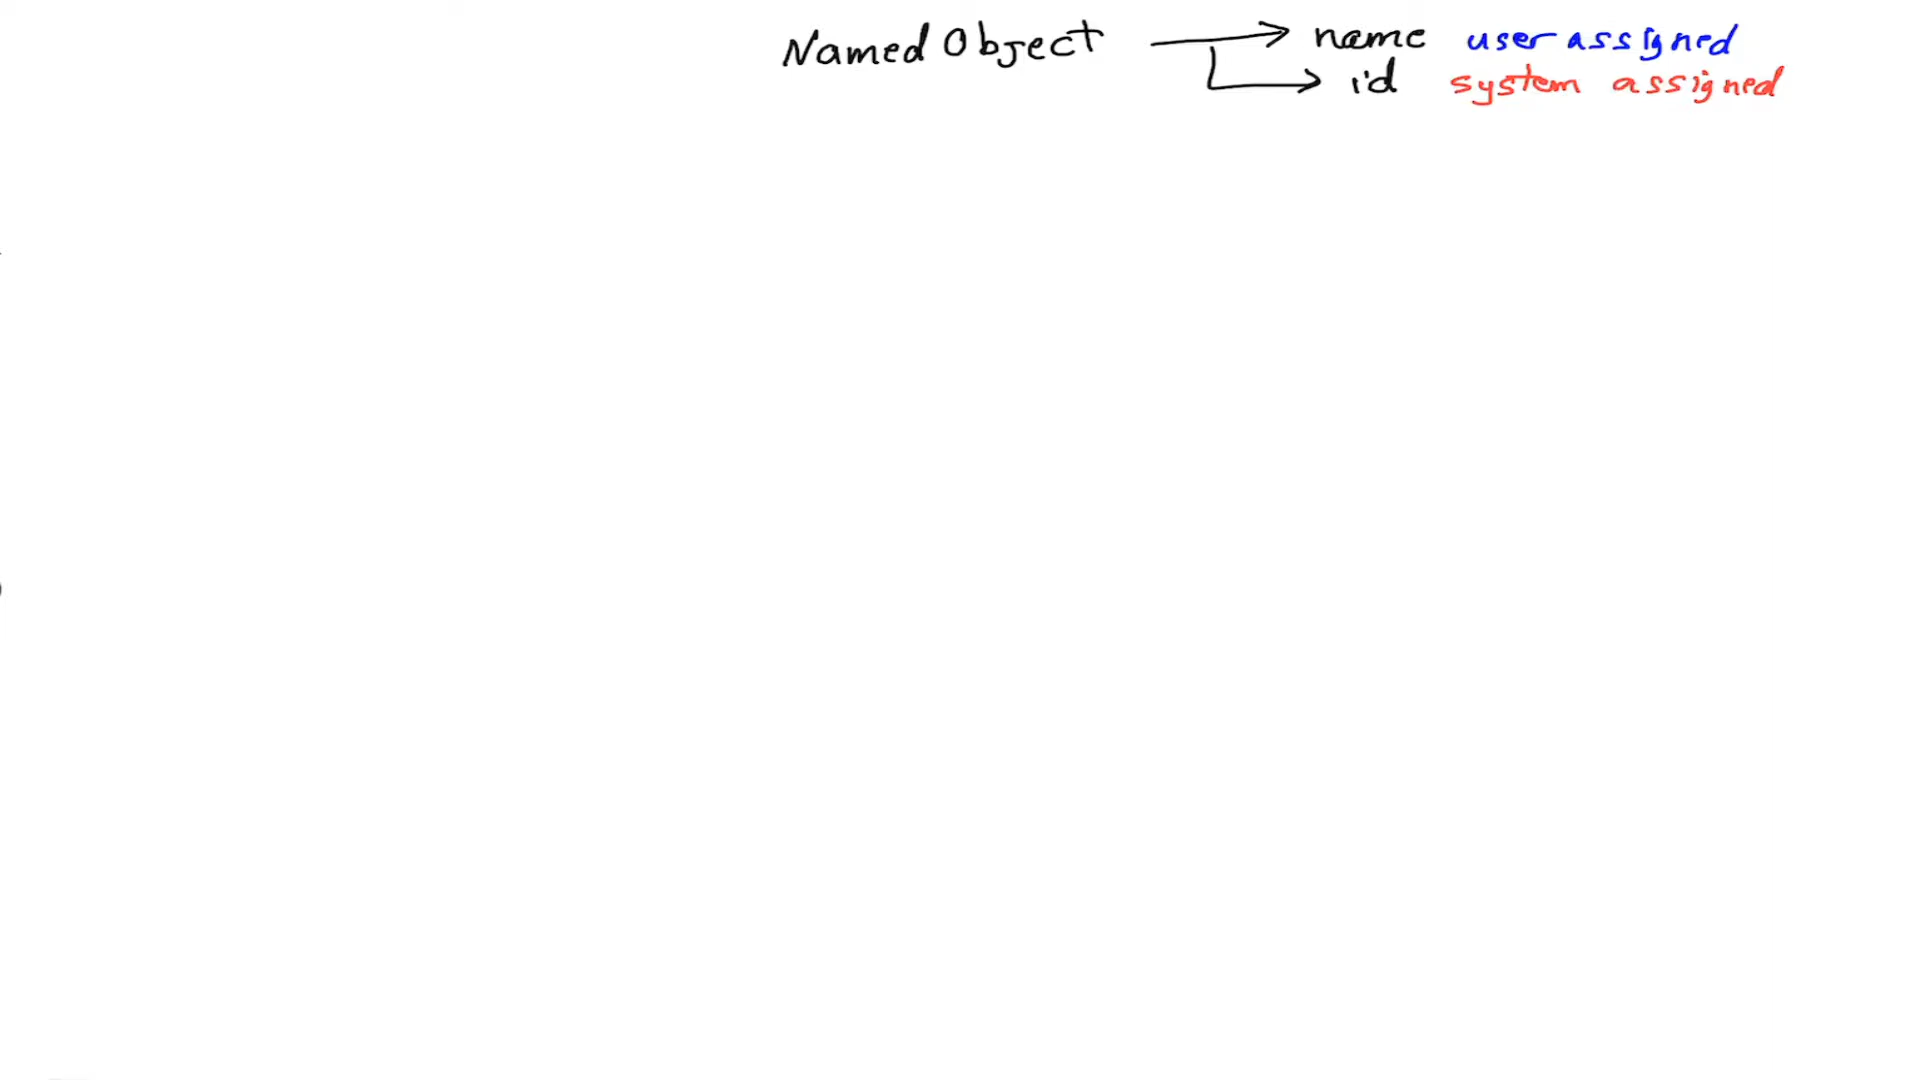 Named Object → name user assigned
→ id system assigned